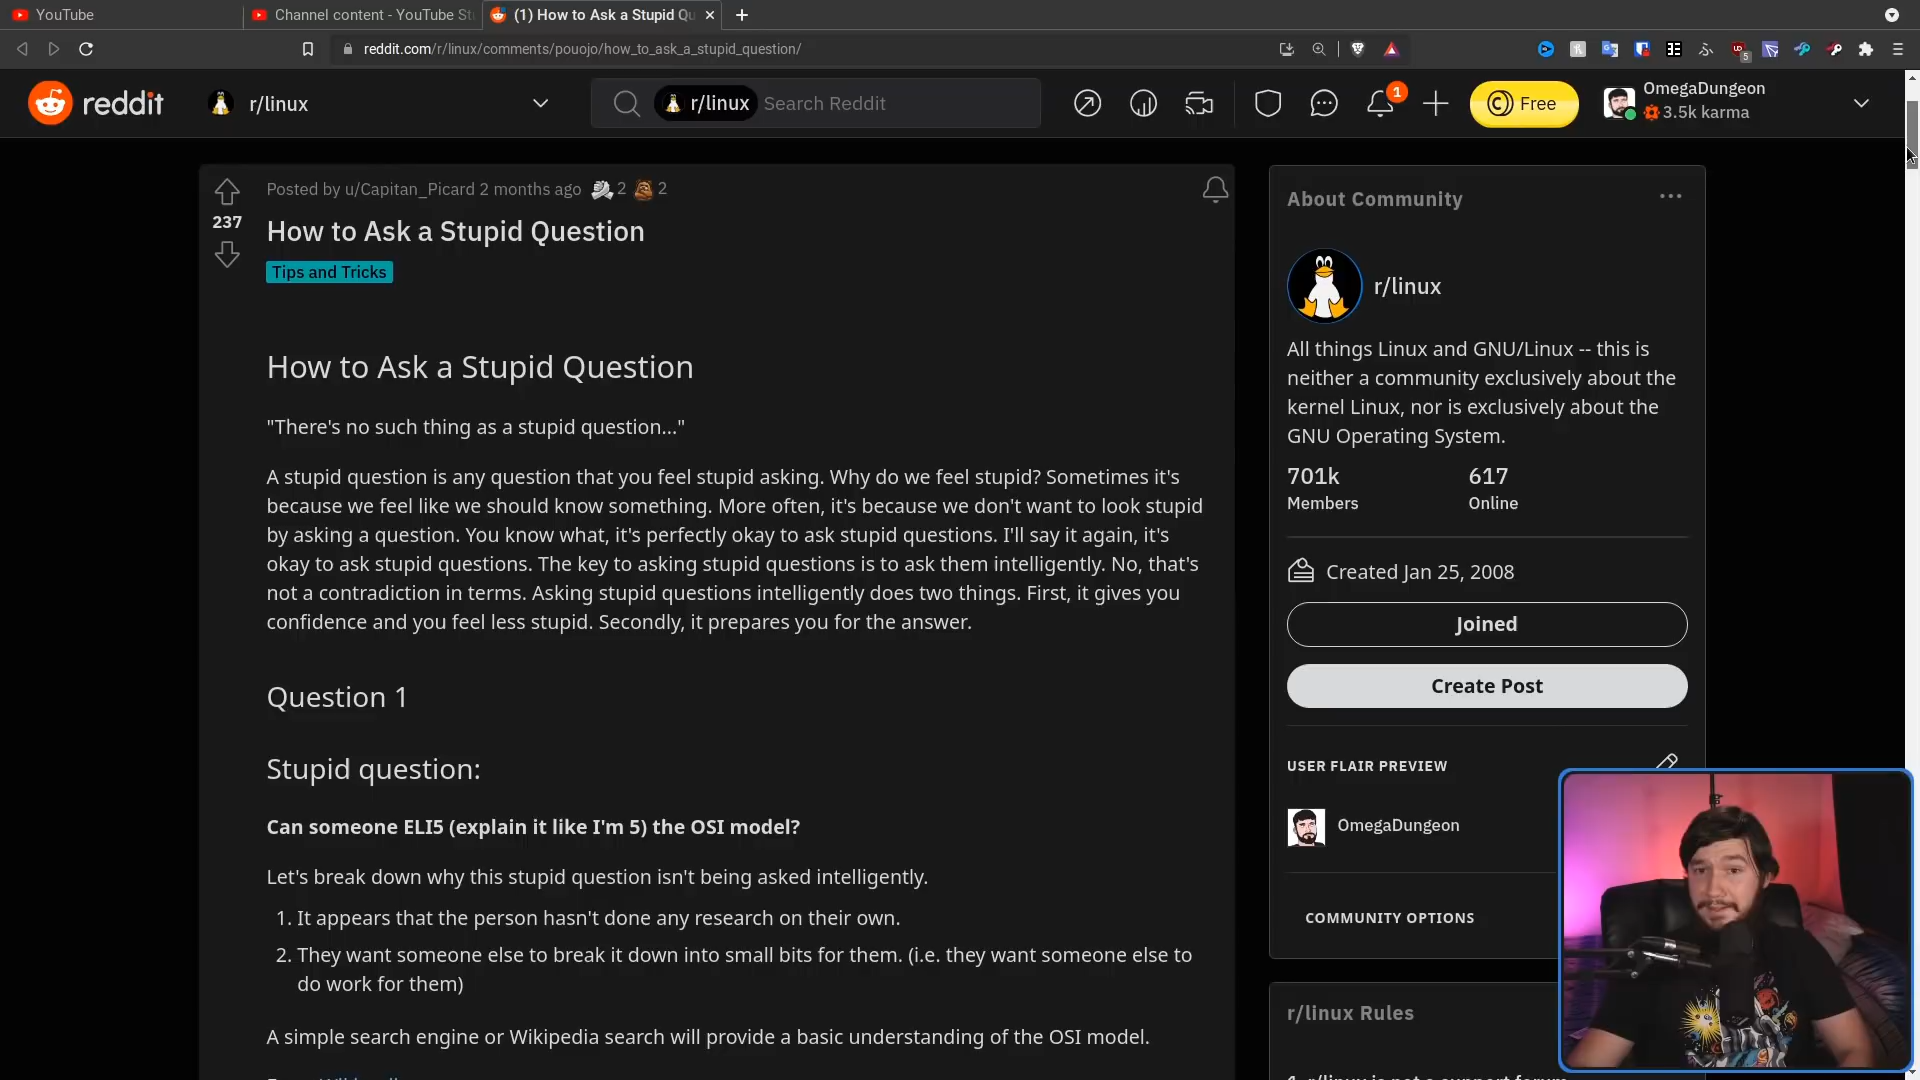 YouTube
Channel content - YouTube St
(1) How to Ask a Stupid Qu
reddit.com/r/linux/comments/pouojo/how_to_ask_a_stupid_question/
5
reddit
r/linux
r/linux
Search Reddit
1
Free
OmegaDungeon
3.5k karma
Posted by u/Capitan_Picard 2 months ago 2 2
237
How to Ask a Stupid Question
Tips and Tricks
How to Ask a Stupid Question
"There's no such thing as a stupid question..."
A stupid question is any question that you feel stupid asking. Why do we feel stupid? Sometimes it's
because we feel like we should know something. More often, it's because we don't want to look stupid
by asking a question. You know what, it's perfectly okay to ask stupid questions. I'll say it again, it's
okay to ask stupid questions. The key to asking stupid questions is to ask them intelligently. No, that's
not a contradiction in terms. Asking stupid questions intelligently does two things. First, it gives you
confidence and you feel less stupid. Secondly, it prepares you for the answer.
Question 1
Stupid question:
Can someone ELI5 (explain it like I'm 5) the OSI model?
Let's break down why this stupid question isn't being asked intelligently.
1. It appears that the person hasn't done any research on their own.
2. They want someone else to break it down into small bits for them. (i.e. they want someone else to
do work for them)
A simple search engine or Wikipedia search will provide a basic understanding of the OSI model.
About Community
r/linux
All things Linux and GNU/Linux -- this is
neither a community exclusively about the
kernel Linux, nor is exclusively about the
GNU Operating System.
701k
Members
617
Online
Created Jan 25, 2008
Joined
Create Post
USER FLAIR PREVIEW
OmegaDungeon
COMMUNITY OPTIONS
r/linux Rules
1. r/linux is not a support forum